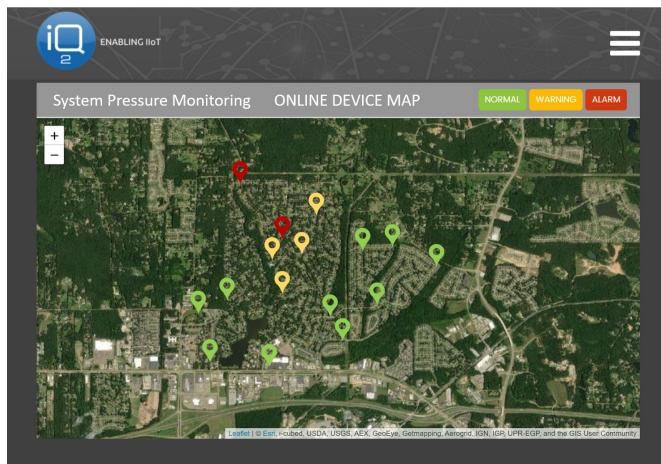 iQ
2
ENABLING IIoT
System Pressure Monitoring ONLINE DEVICE MAP NORMAL WARNING ALARM
+
−
Leaflet | © Esri, i-cubed, USDA, USGS, AEX, GeoEye, Getmapping, Aerogrid, IGN, IGP, UPR-EGP, and the GIS User Community